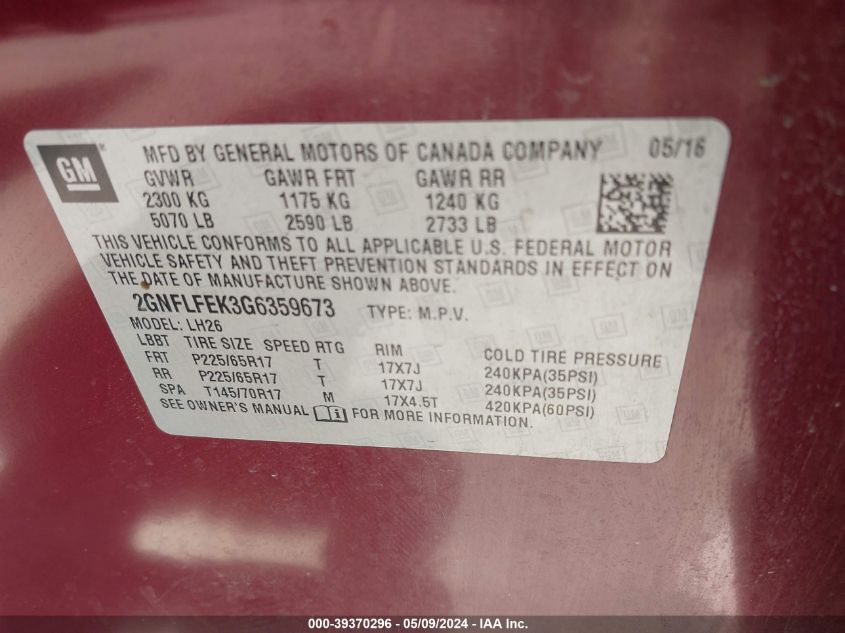 GM
MFD BY GENERAL MOTORS OF CANADA COMPANY 05/16
GVWR GAWR FRT GAWR RR
2300 KG 1175 KG 1240 KG
5070 LB 2590 LB 2733 LB
THIS VEHICLE CONFORMS TO ALL APPLICABLE U.S. FEDERAL MOTOR
VEHICLE SAFETY AND THEFT PREVENTION STANDARDS IN EFFECT ON
THE DATE OF MANUFACTURE SHOWN ABOVE.
2GNFLFEK3G6359673 TYPE: M.P.V.
MODEL: LH26
LBBT TIRE SIZE SPEED RTG RIM COLD TIRE PRESSURE
FRT P225/65R17 T 17X7J 240KPA(35PSI)
RR P225/65R17 T 17X7J 240KPA(35PSI)
SPA T145/70R17 M 17X4.5T 420KPA(60PSI)
SEE OWNER'S MANUAL FOR MORE INFORMATION.
000-39370296 - 05/09/2024 - IAA Inc.